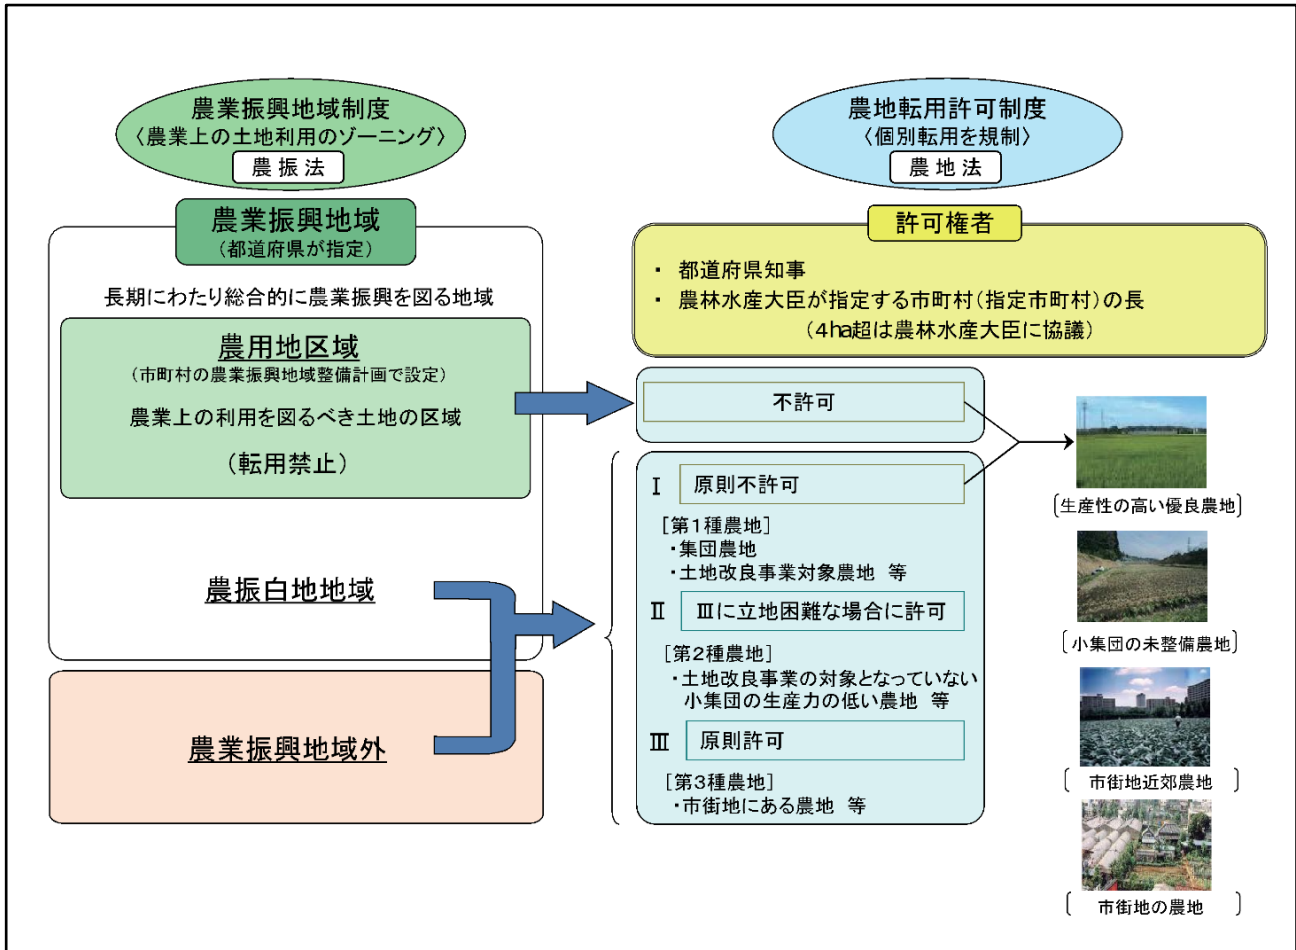 農業振興地域制度
〈農業上の土地利用のゾーニング〉
農振法
農業振興地域
（都道府県が指定）
長期にわたり総合的に農業振興を図る地域
農用地区域
（市町村の農業振興地域整備計画で設定）
農業上の利用を図るべき土地の区域
（転用禁止）
農振白地地域
農業振興地域外
農地転用許可制度
〈個別転用を規制〉
農地法
許可権者
・ 都道府県知事
・ 農林水産大臣が指定する市町村（指定市町村）の長
（４ha超は農林水産大臣に協議）
不許可
Ⅰ 原則不許可
［第１種農地］
・集団農地
・土地改良事業対象農地 等
Ⅱ Ⅲに立地困難な場合に許可
［第２種農地］
・土地改良事業の対象となっていない
小集団の生産力の低い農地 等
Ⅲ 原則許可
［第３種農地］
・市街地にある農地 等
〔生産性の高い優良農地〕
〔小集団の未整備農地〕
〔市街地近郊農地〕
〔市街地の農地〕